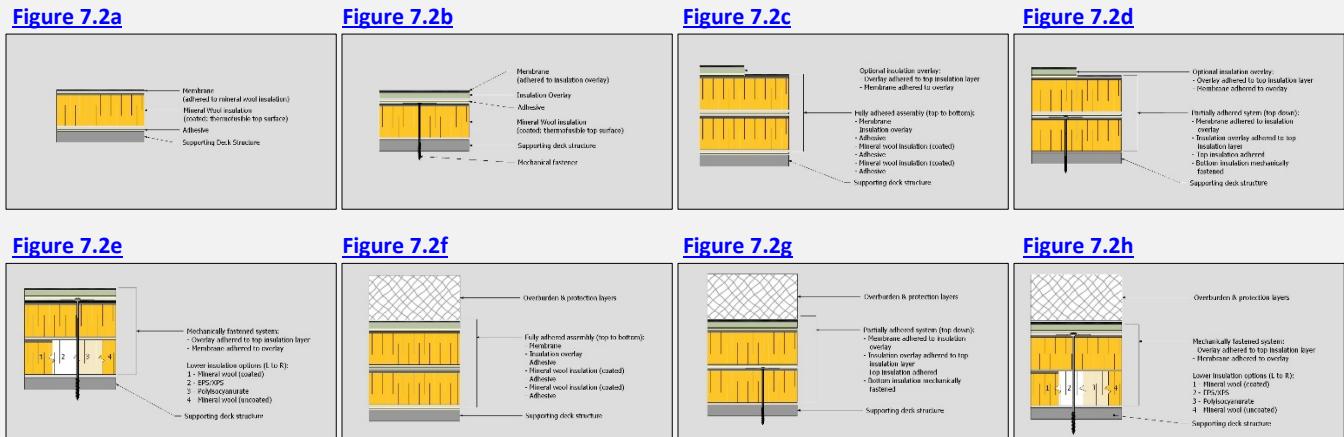 Figure 7.2a
Membrane
(adhered to mineral wool insulation)
Mineral Wool insulation
(coated; thermofusible top surface)
Adhesive
Supporting Deck Structure
Figure 7.2b
Membrane
(adhered to insulation overlay)
Insulation Overlay
Adhesive
Mineral Wool insulation
(coated; thermofusible top surface)
Supporting deck structure
Mechanical fastener
Figure 7.2c
Optional insulation overlay:
- Overlay adhered to top insulation layer
- Membrane adhered to overlay
Fully adhered assembly (top to bottom):
- Membrane
Insulation overlay
- Adhesive
- Mineral wool insulation (coated)
- Adhesive
- Mineral wool insulation (coated)
- Adhesive
Supporting deck structure
Figure 7.2d
Optional insulation overlay:
- Overlay adhered to top insulation layer
- Membrane adhered to overlay
Partially adhered sytem (top down):
- Membrane adhered to insulation
overlay
- Insulation overlay adhered to top
insulation layer
- Top insulation adhered
- Bottom insulation mechanically
fastened
Supporting deck structure
Figure 7.2e
Mechanically fastened system:
- Overlay adhered to top insulation layer
- Membrane adhered to overlay
1 2 3 4
Lower insulation options (L to R):
1 - Mineral wool (coated)
2 - EPS/XPS
3 - Polyisocyanurate
4 - Mineral wool (uncoated)
Supporting deck structure
Figure 7.2f
Overburden & protection layers
Fully adhered assembly (top to bottom):
- Membrane
- Insulation overlay
Adhesive
- Mineral wool insulation (coated)
Adhesive
- Mineral wool insulation (coated)
- Adhesive
Supporting deck structure
Figure 7.2g
Overburden & protection layers
Partially adhered system (top down):
- Membrane adhered to insulation
overlay
- Insulation overlay adhered to top
insulation layer
Top insulation adhered
- Bottom insulation mechanically
fastened
Supporting deck structure
Figure 7.2h
Overburden & protection layers
Mechanically fastened system:
Overlay adhered to top insulation layer
- Membrane adhered to overlay
1 2 3 4
Lower insulation options (L to R):
1 - Mineral wool (coated)
2 - EPS/XPS
3 - Polyisocyanurate
4 Mineral wool (uncoated)
Supporting deck structure